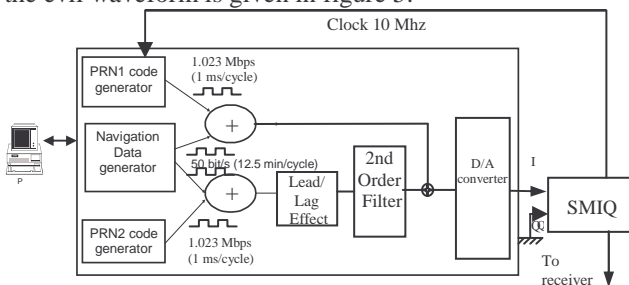 the evil waveform is given in figure 3.
Clock 10 Mhz
PRN1 code
generator
1.023 Mbps
(1 ms/cycle)
+
Navigation
Data
generator
50 bit/s (12.5 min/cycle)
+
Lead/
Lag
Effect
2nd
Order
Filter
D/A
converter
I
SMIQ
Q
P
PRN2 code
generator
1.023 Mbps
(1 ms/cycle)
To
receiver